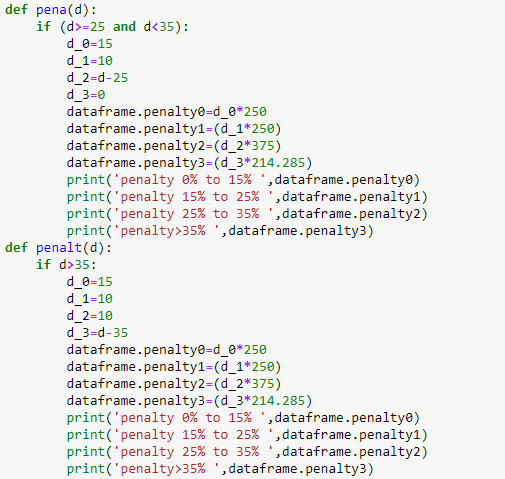 def pena(d):
    if (d>=25 and d<35):
        d_0=15
        d_1=10
        d_2=d-25
        d_3=0
        dataframe.penalty0=d_0*250
        dataframe.penalty1=(d_1*250)
        dataframe.penalty2=(d_2*375)
        dataframe.penalty3=(d_3*214.285)
        print('penalty 0% to 15% ',dataframe.penalty0)
        print('penalty 15% to 25% ',dataframe.penalty1)
        print('penalty 25% to 35% ',dataframe.penalty2)
        print('penalty>35% ',dataframe.penalty3)
def penalt(d):
    if d>35:
        d_0=15
        d_1=10
        d_2=10
        d_3=d-35
        dataframe.penalty0=d_0*250
        dataframe.penalty1=(d_1*250)
        dataframe.penalty2=(d_2*375)
        dataframe.penalty3=(d_3*214.285)
        print('penalty 0% to 15% ',dataframe.penalty0)
        print('penalty 15% to 25% ',dataframe.penalty1)
        print('penalty 25% to 35% ',dataframe.penalty2)
        print('penalty>35% ',dataframe.penalty3)